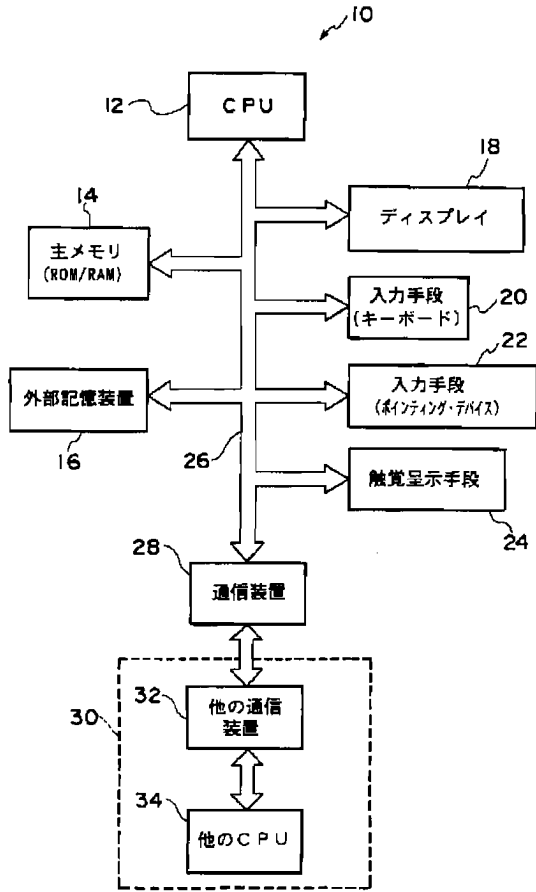 10
12
CPU
18
ディスプレイ
14
主メモリ
(ROM/RAM)
入力手段
(キーボード)
20
22
外部記憶装置
16
入力手段
(ポインティング・デバイス)
26
触覚呈示手段
24
28
通信装置
30
32
他の通信
装置
34
他のCPU